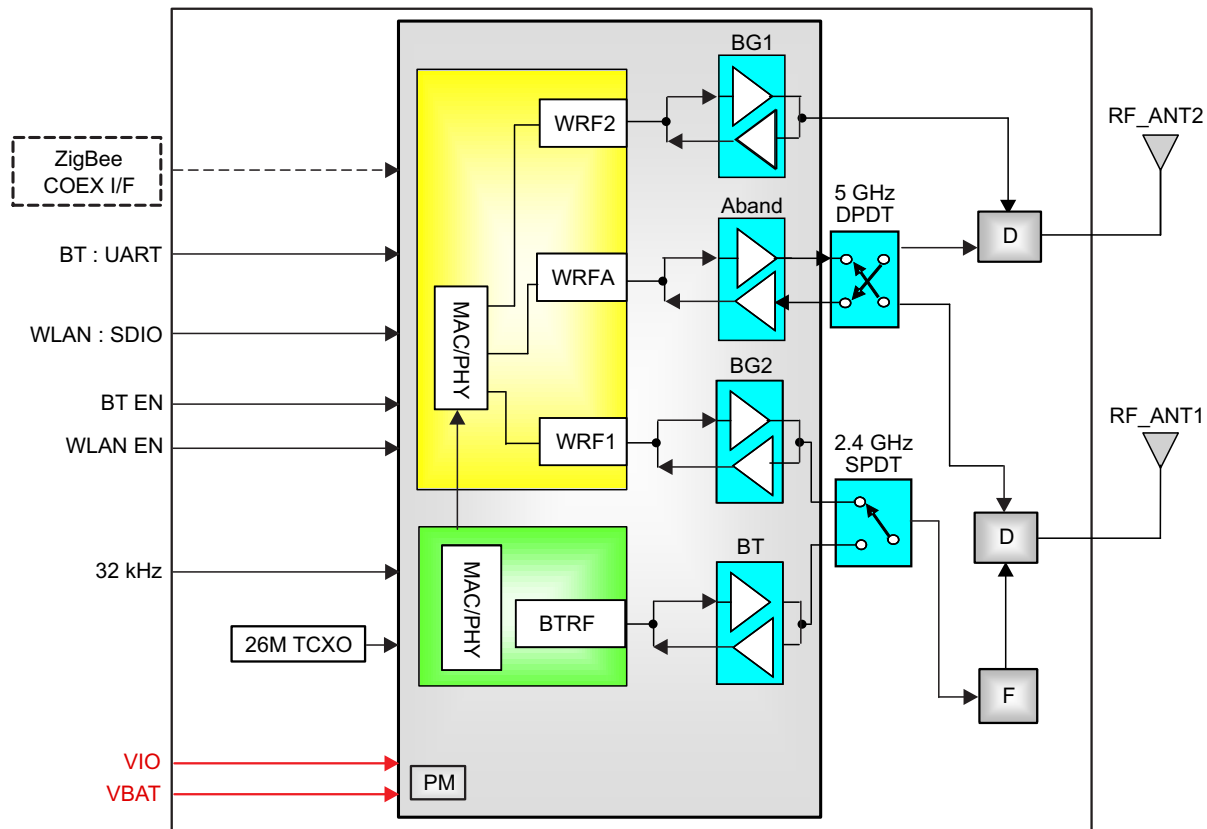 BG1
WRF2
RF_ANT2
ZigBee
COEX I/F
Aband
5 GHz
DPDT
D
BT : UART
WRFA
MAC/PHY
WLAN : SDIO
BG2
BT EN
WLAN EN
WRF1
2.4 GHz
SPDT
RF_ANT1
D
BT
32 kHz
MAC/PHY
BTRF
26M TCXO
F
VIO
VBAT
PM